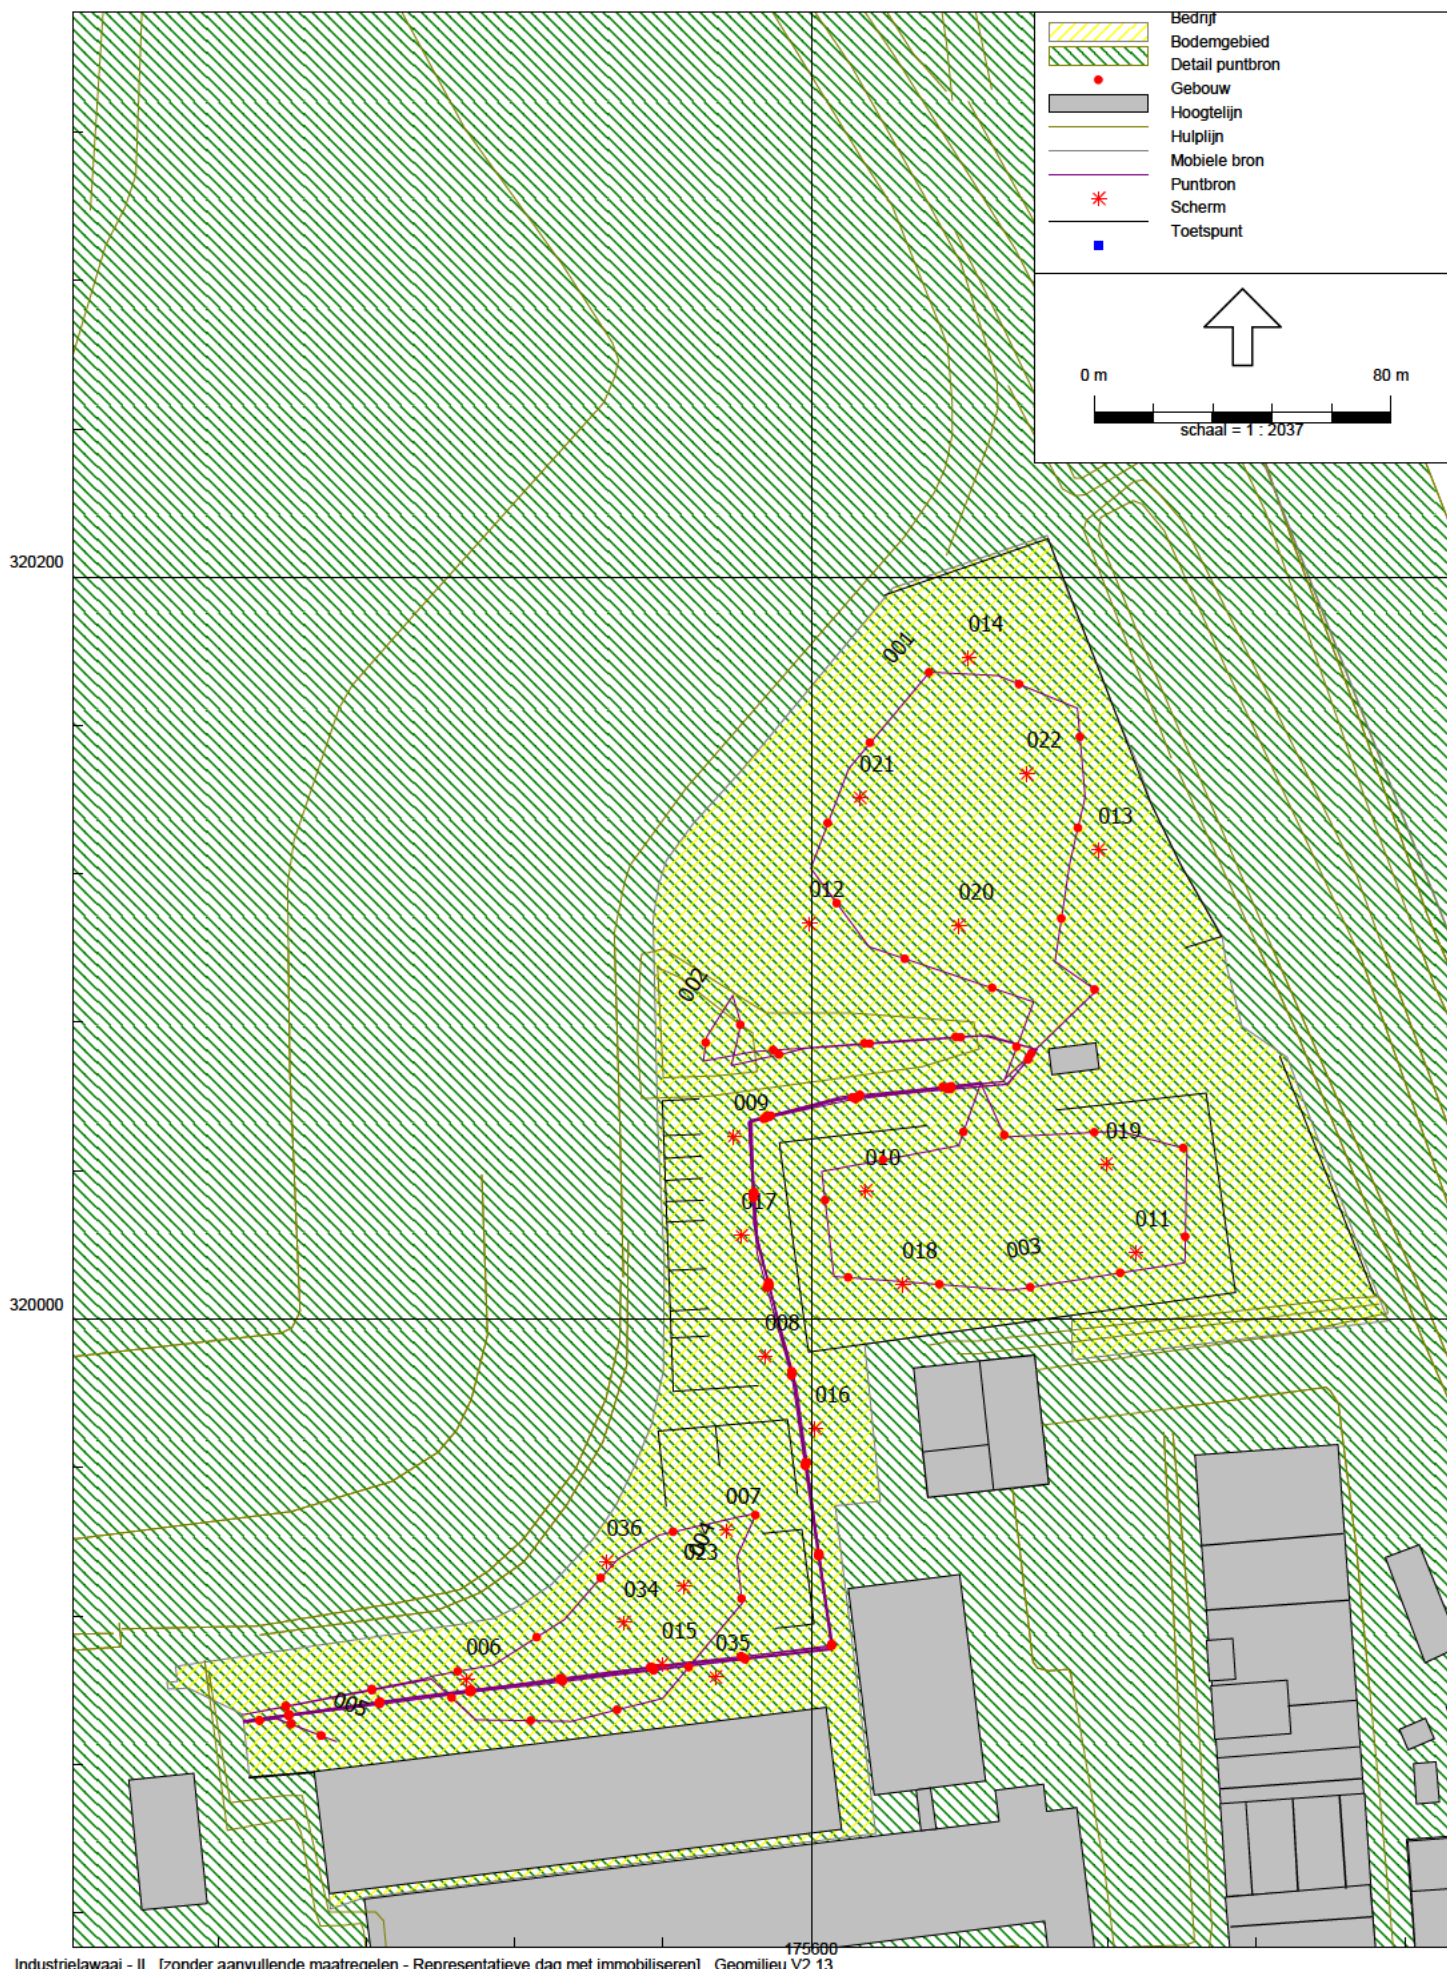 Bedrijf
Bodemgebied
Detail puntbron
Gebouw
Hoogtelijn
Hulplijn
Mobiele bron
Puntbron
Scherm
Toetspunt
0 m 80 m
schaal = 1 : 2037
320200
014
001
022
021
013
012
020
002
009
019
010
017
011
018
003
320000
008
016
007
036
004
023
034
015
035
006
005
175600
Industrielawaai - IL, [zonder aanvullende maatregelen - Representatieve dag met immobiliseren], Geomilieu V2.13